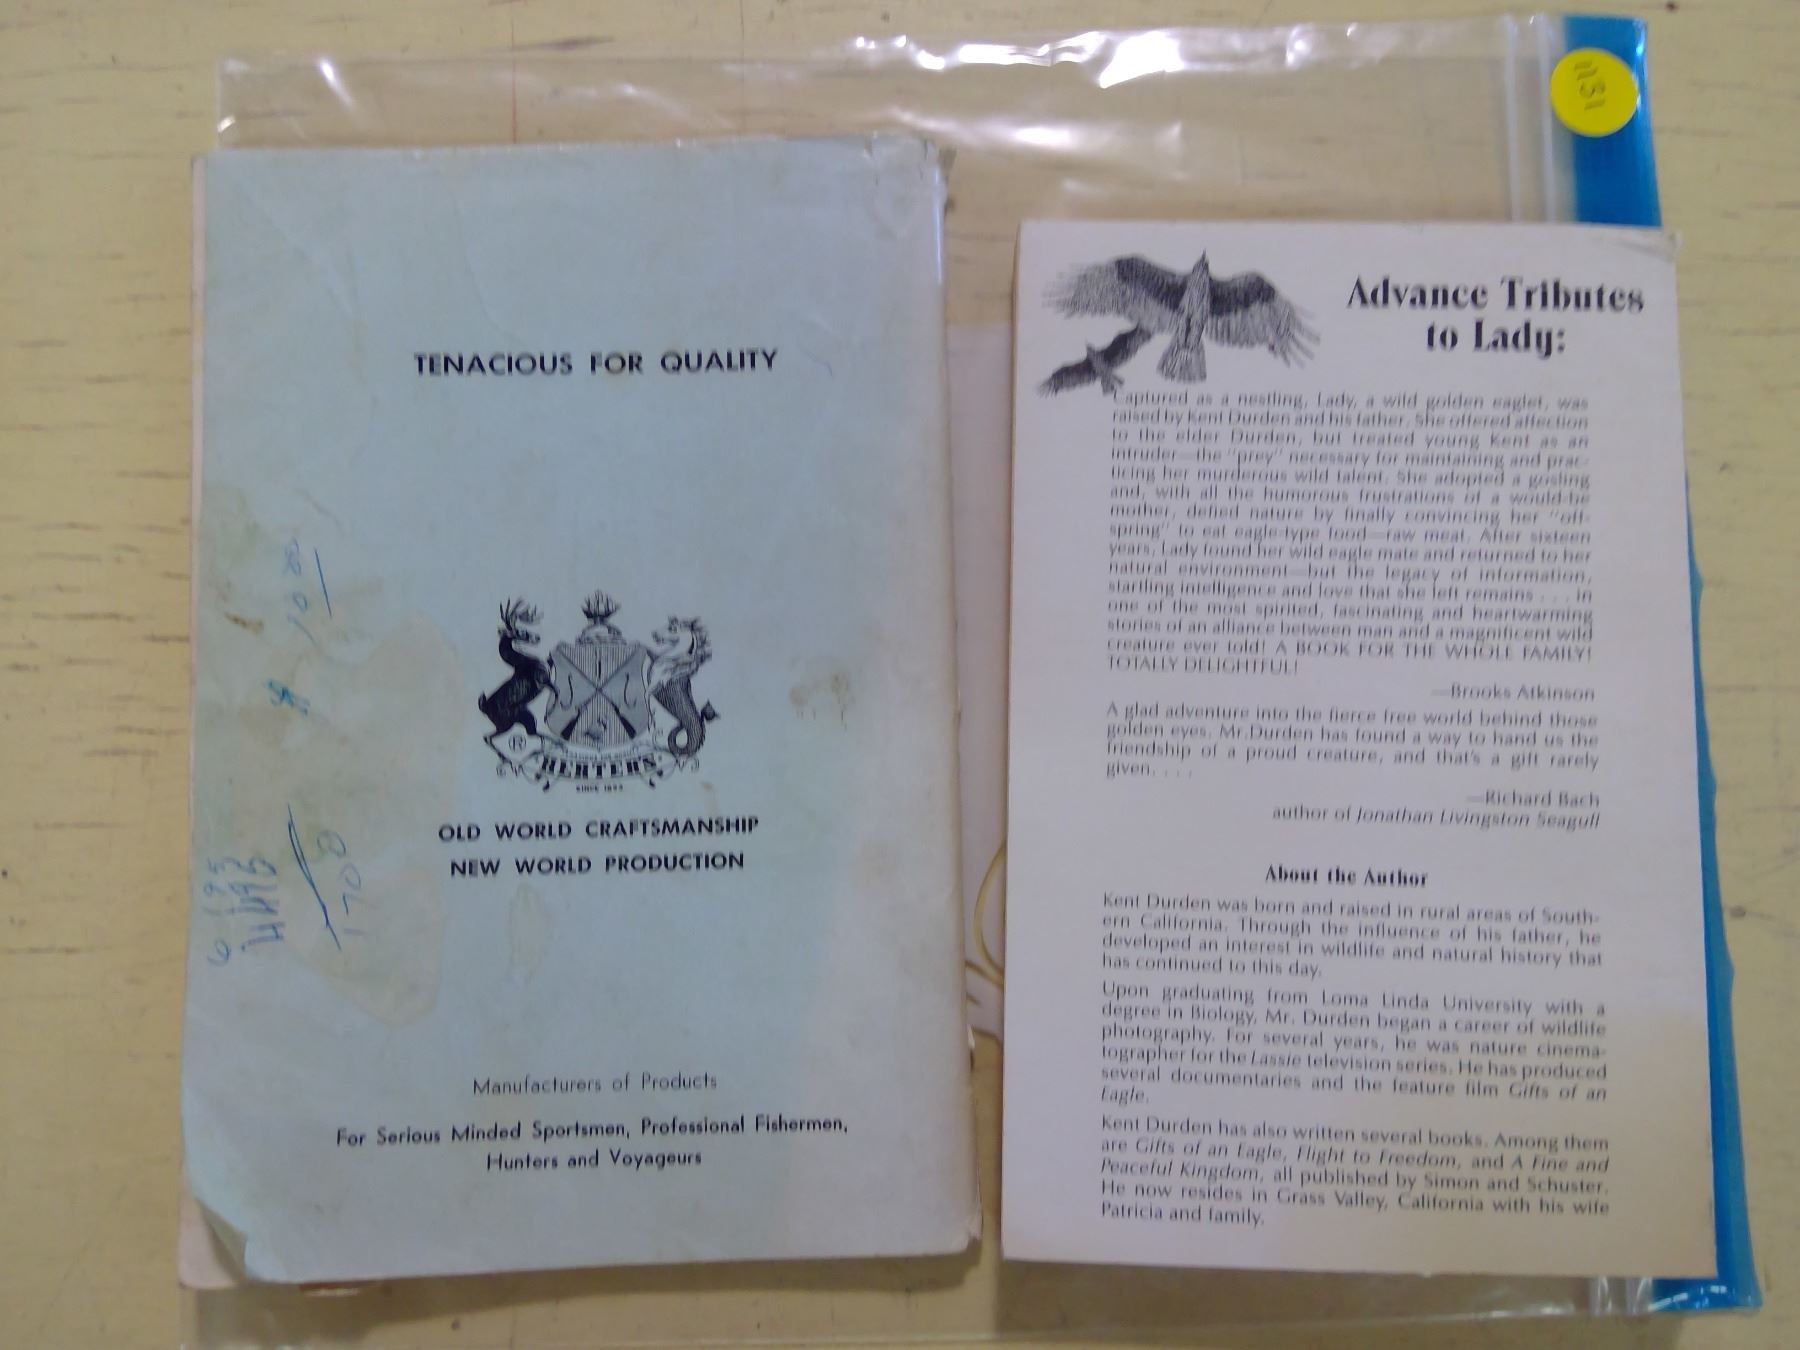 1181
TENACIOUS FOR QUALITY
R
HERTER'S
SINCE 1893
OLD WORLD CRAFTSMANSHIP
NEW WORLD PRODUCTION
Manufacturers of Products
For Serious Minded Sportsmen, Professional Fishermen,
Hunters and Voyageurs
$ 10.00
6 195
1700
Advance Tributes
to Lady:
Captured as a nestling, Lady, a wild golden eaglet, was
raised by Kent Durden and his father. She offered affection
to the elder Durden, but treated young Kent as an
intruder—the "prey" necessary for maintaining and prac-
ticing her murderous wild talent. She adopted a gosling
and, with all the humorous frustrations of a would-be
mother, defied nature by finally convincing her "off-
spring" to eat eagle-type food—raw meat. After sixteen
years, Lady found her wild eagle mate and returned to her
natural environment—but the legacy of information,
startling intelligence and love that she left remains . . . in
one of the most spirited, fascinating and heartwarming
stories of an alliance between man and a magnificent wild
creature ever told! A BOOK FOR THE WHOLE FAMILY!
TOTALLY DELIGHTFUL!
—Brooks Atkinson
A glad adventure into the fierce free world behind those
golden eyes. Mr.Durden has found a way to hand us the
friendship of a proud creature, and that's a gift rarely
given. . . .
—Richard Bach
author of Jonathan Livingston Seagull
About the Author
Kent Durden was born and raised in rural areas of South-
ern California. Through the influence of his father, he
developed an interest in wildlife and natural history that
has continued to this day.
Upon graduating from Loma Linda University with a
degree in Biology, Mr. Durden began a career of wildlife
photography. For several years, he was nature cinema-
tographer for the Lassie television series. He has produced
several documentaries and the feature film Gifts of an
Eagle.
Kent Durden has also written several books. Among them
are Gifts of an Eagle, Flight to Freedom, and A Fine and
Peaceful Kingdom, all published by Simon and Schuster.
He now resides in Grass Valley, California with his wife
Patricia and family.